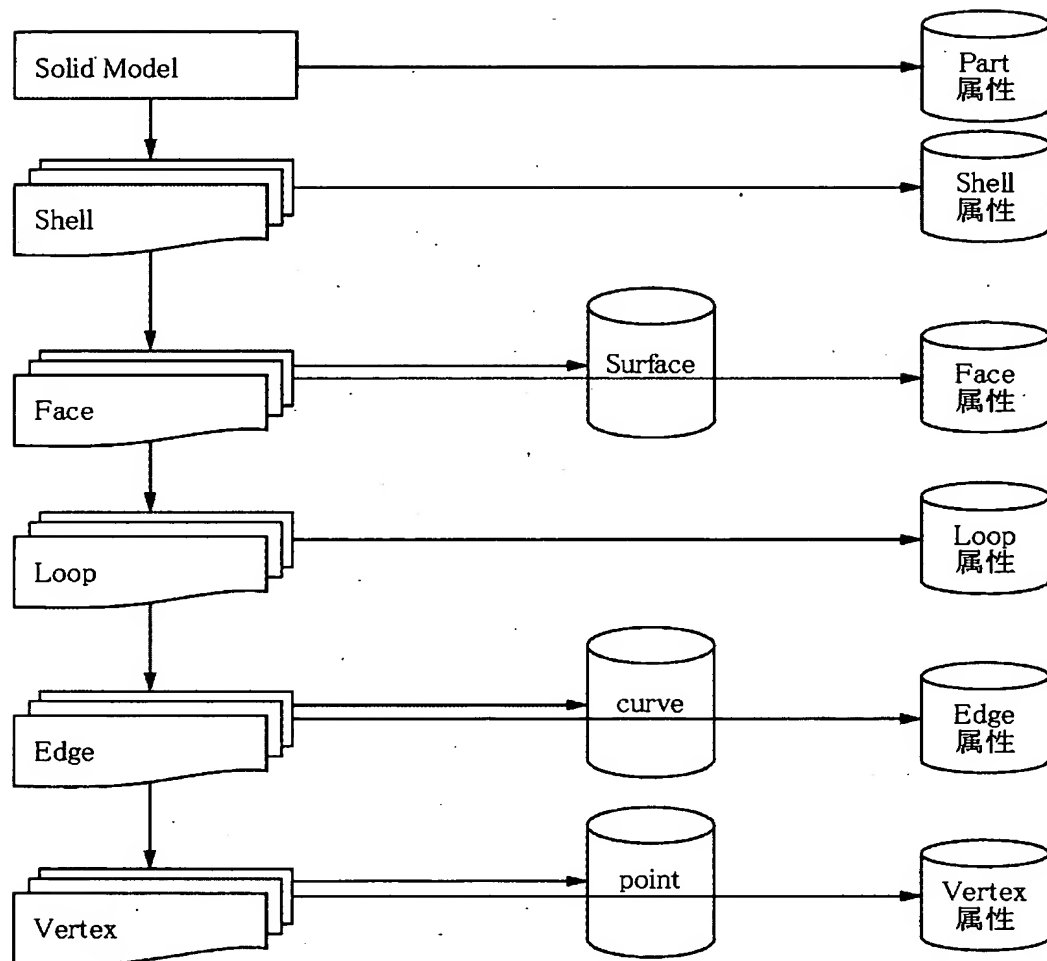 Solid Model
Part
属性
Shell
Shell
属性
Face
Surface
Face
属性
Loop
Loop
属性
Edge
curve
Edge
属性
Vertex
point
Vertex
属性